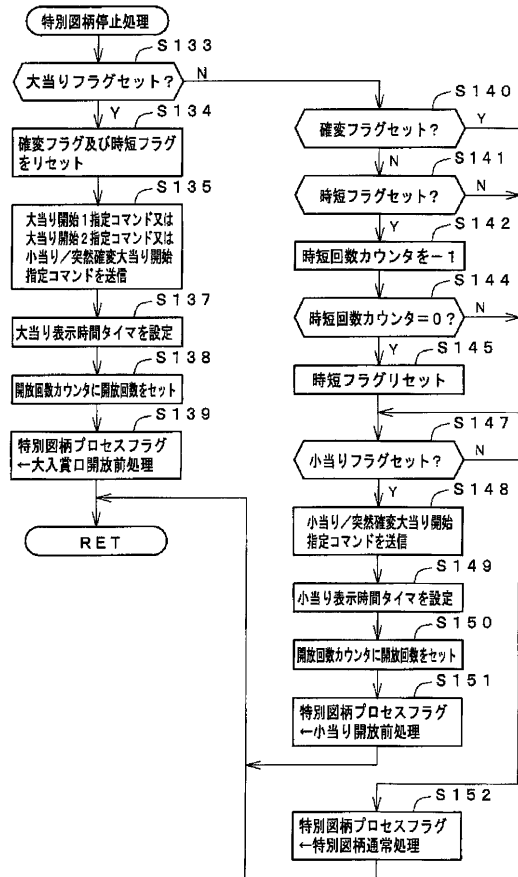 特別図柄停止処理
S133
大当りフラグセット?
N
Y
S134
確変フラグ及び時短フラグ
をリセット
S135
大当り開始1指定コマンド又は
大当り開始2指定コマンド又は
小当り/突然確変大当り開始
指定コマンドを送信
S137
大当り表示時間タイマを設定
S138
開放回数カウンタに開放回数をセット
S139
特別図柄プロセスフラグ
←大入賞口開放前処理
RET
S140
確変フラグセット?
Y
N
S141
時短フラグセット?
N
Y
S142
時短回数カウンタを-1
S144
時短回数カウンタ=0?
N
Y
S145
時短フラグリセット
S147
小当りフラグセット?
N
Y
S148
小当り/突然確変大当り開始
指定コマンドを送信
S149
小当り表示時間タイマを設定
S150
開放回数カウンタに開放回数をセット
S151
特別図柄プロセスフラグ
←小当り開放前処理
S152
特別図柄プロセスフラグ
←特別図柄通常処理